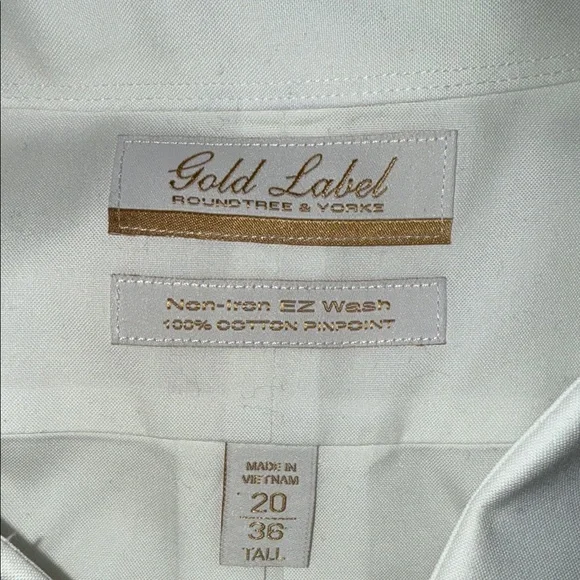 Gold Label
ROUNDTREE & YORKE
Non-Iron EZ Wash
100% COTTON PINPOINT
MADE IN
VIETNAM
20
36
TALL